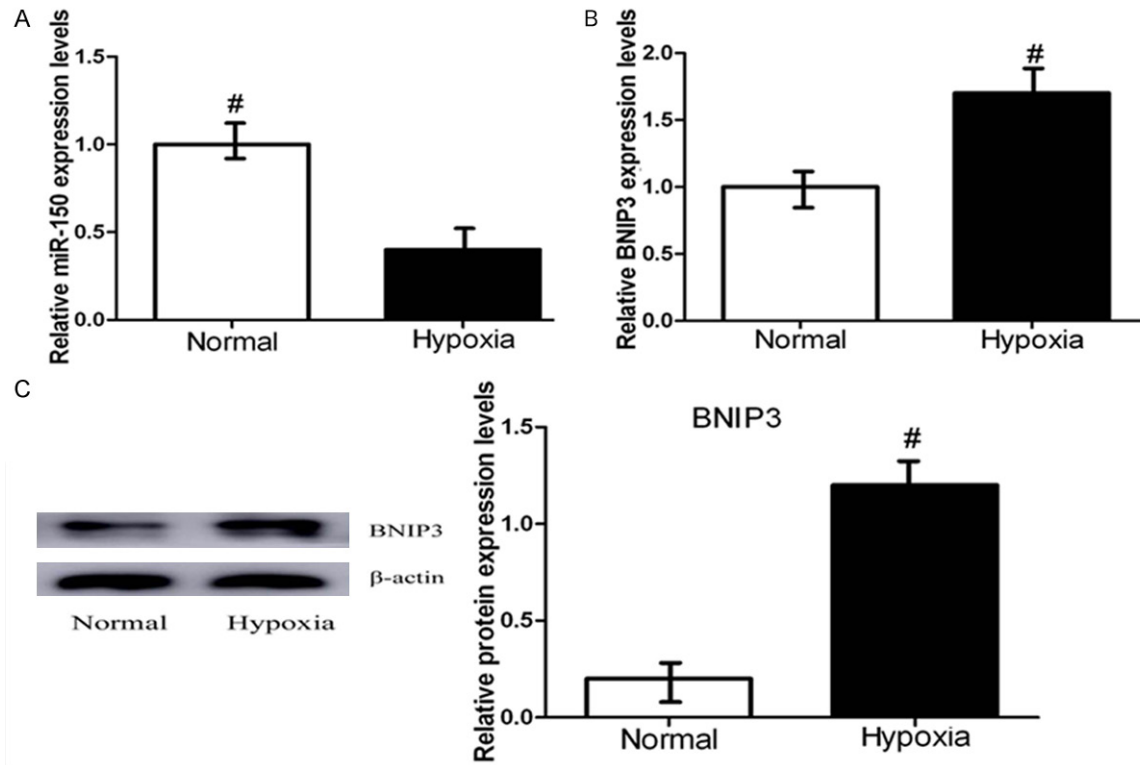 A
Relative miR-150 expression levels
1.5
1.0
0.5
0.0
#
Normal
Hypoxia
B
Relative BNIP3 expression levels
2.0
1.5
1.0
0.5
0.0
#
Normal
Hypoxia
C
BNIP3
β-actin
Normal
Hypoxia
BNIP3
Relative protein expression levels
1.5
1.0
0.5
0.0
#
Normal
Hypoxia